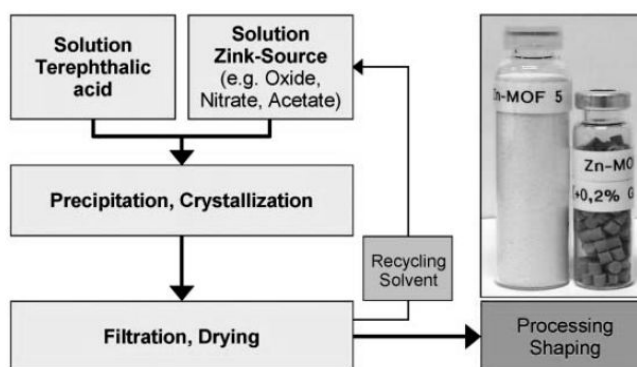 Solution
Terephthalic
acid
Solution
Zink-Source
(e.g. Oxide,
Nitrate, Acetate)
Precipitation, Crystallization
Recycling
Solvent
Filtration, Drying
Processing
Shaping
Zn-MOF 5
Zn-MO
+0,2% G